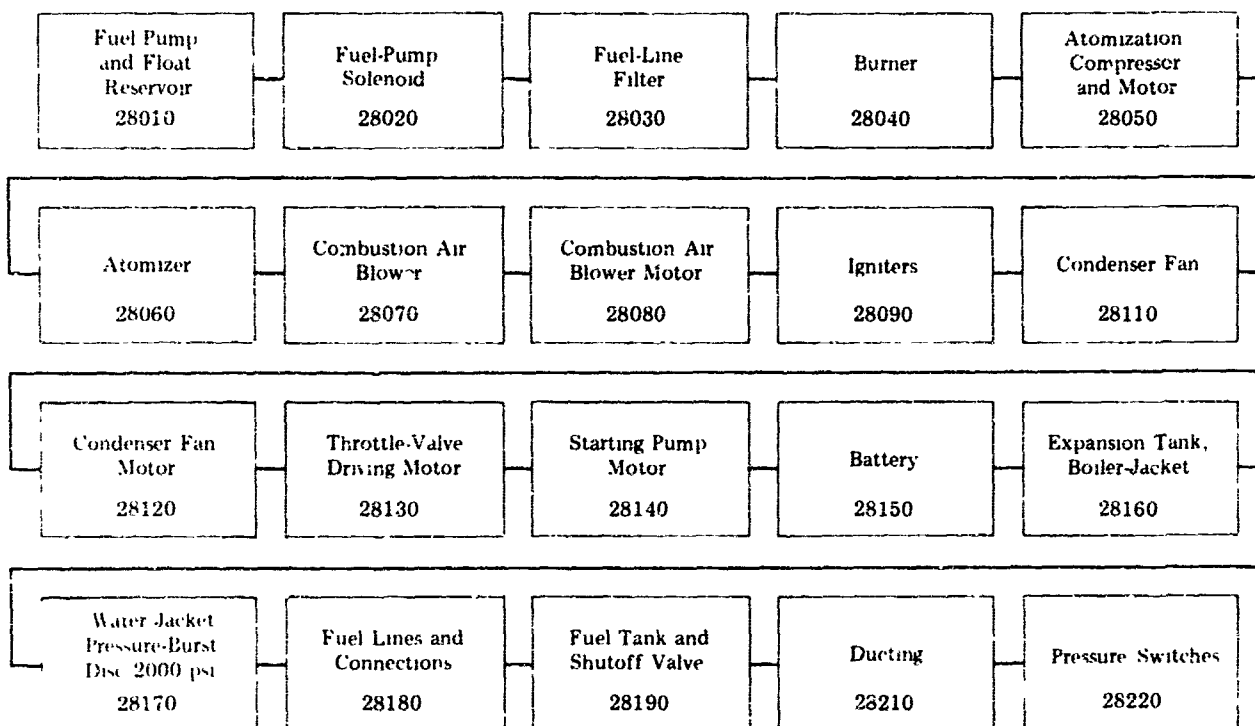 Fuel Pump
and Float
Reservoir
28010
Fuel-Pump
Solenoid
28020
Fuel-Line
Filter
28030
Burner
28040
Atomization
Compresser
and Motor
28050
Atomizer
28060
Combustion Air
Blower
28070
Combustion Air
Blower Motor
28080
Igniters
28090
Condenser Fan
28110
Condenser Fan
Motor
28120
Throttle-Valve
Driving Motor
28130
Starting Pump
Motor
28140
Battery
28150
Expansion Tank,
Boiler-Jacket
28160
Water Jacket
Pressure-Burst
Disc 2000 psi
28170
Fuel Lines and
Connections
28180
Fuel Tank and
Shutoff Valve
28190
Ducting
28210
Pressure Switches
28220